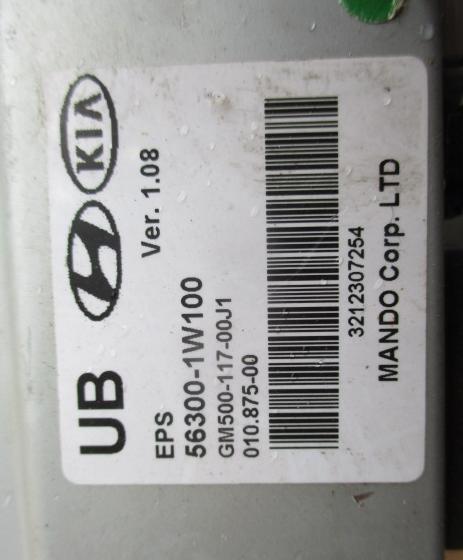 UB KIA
EPS Ver. 1.08
56300-1W100
GM500-117-00J1
010.875-00
3212307254
MANDO Corp. LTD